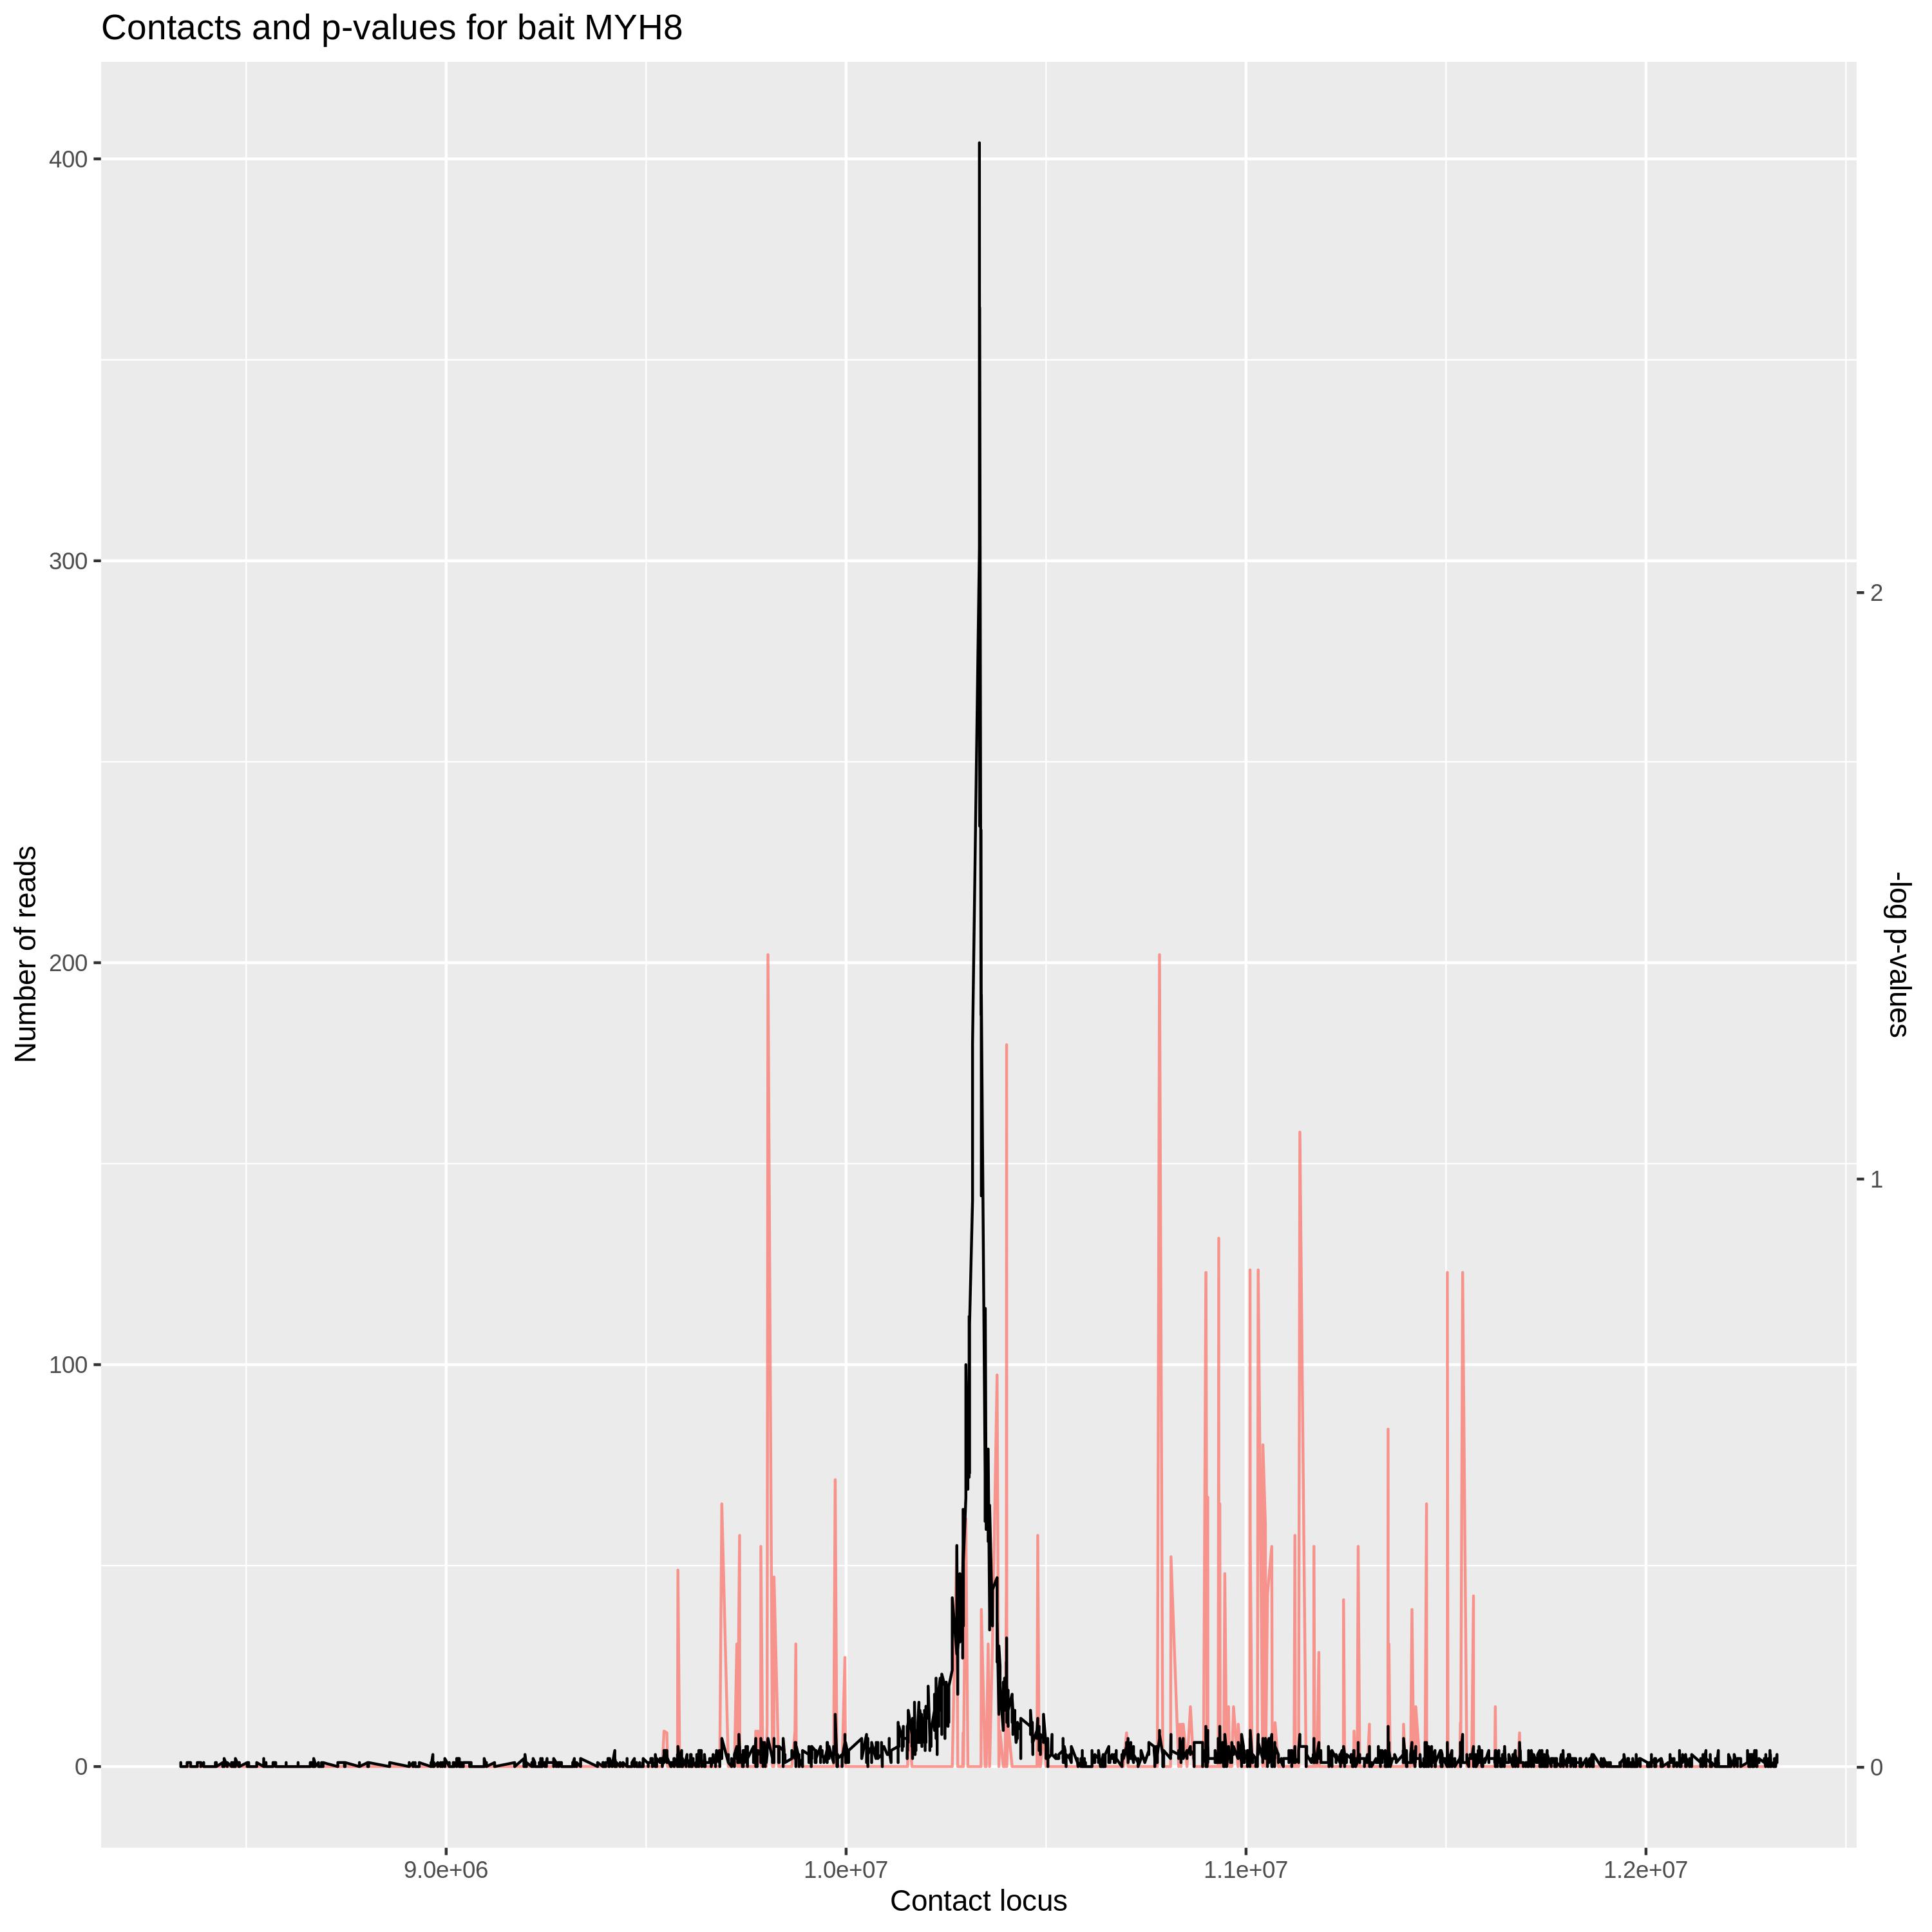 Contacts and p-values for bait MYH8
400
300
200
100
0
Number of reads
2
1
0
-log p-values
9.0e+06
1.0e+07
1.1e+07
1.2e+07
Contact locus